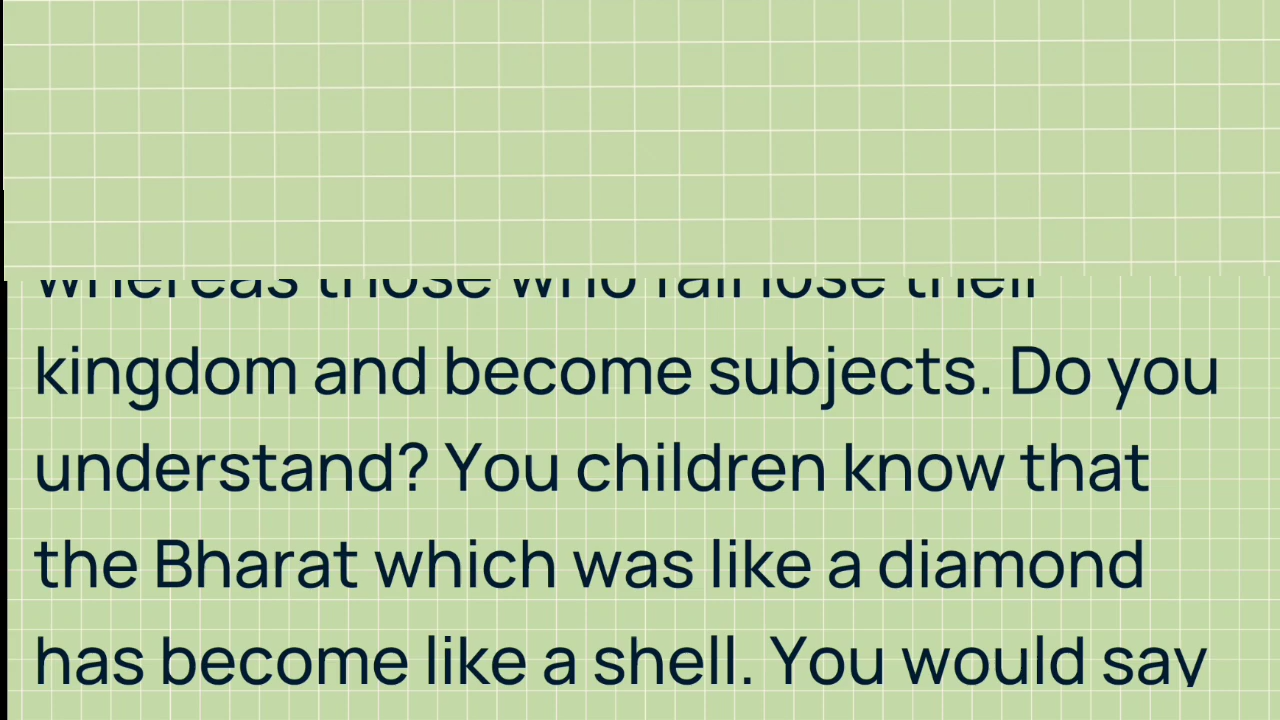 whereas those who fail lose their
kingdom and become subjects. Do you
understand? You children know that
the Bharat which was like a diamond
has become like a shell. You would say